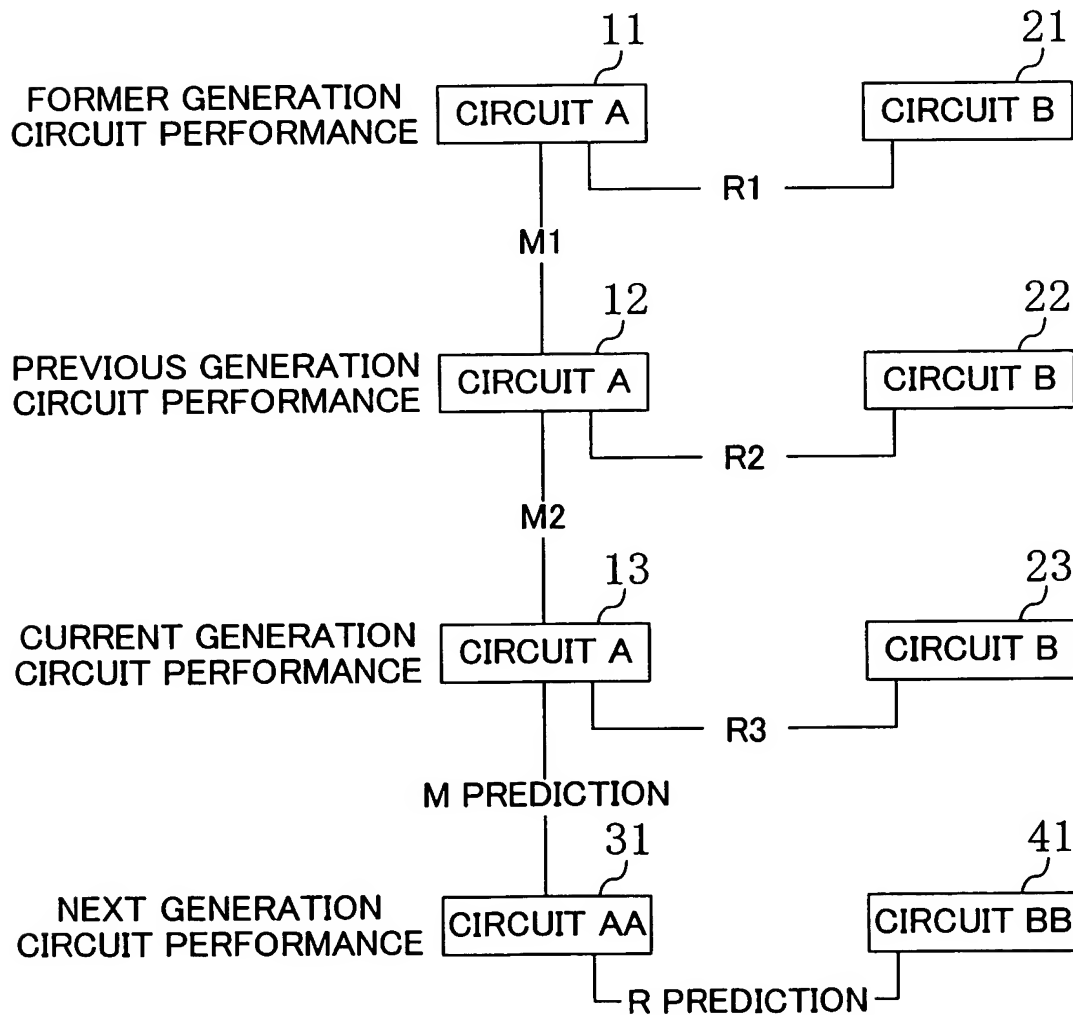 11
21
FORMER GENERATION
CIRCUIT PERFORMANCE
CIRCUIT A
CIRCUIT B
R1
M1
12
22
PREVIOUS GENERATION
CIRCUIT PERFORMANCE
CIRCUIT A
CIRCUIT B
R2
M2
13
23
CURRENT GENERATION
CIRCUIT PERFORMANCE
CIRCUIT A
CIRCUIT B
R3
M PREDICTION
31
41
NEXT GENERATION
CIRCUIT PERFORMANCE
CIRCUIT AA
CIRCUIT BB
R PREDICTION